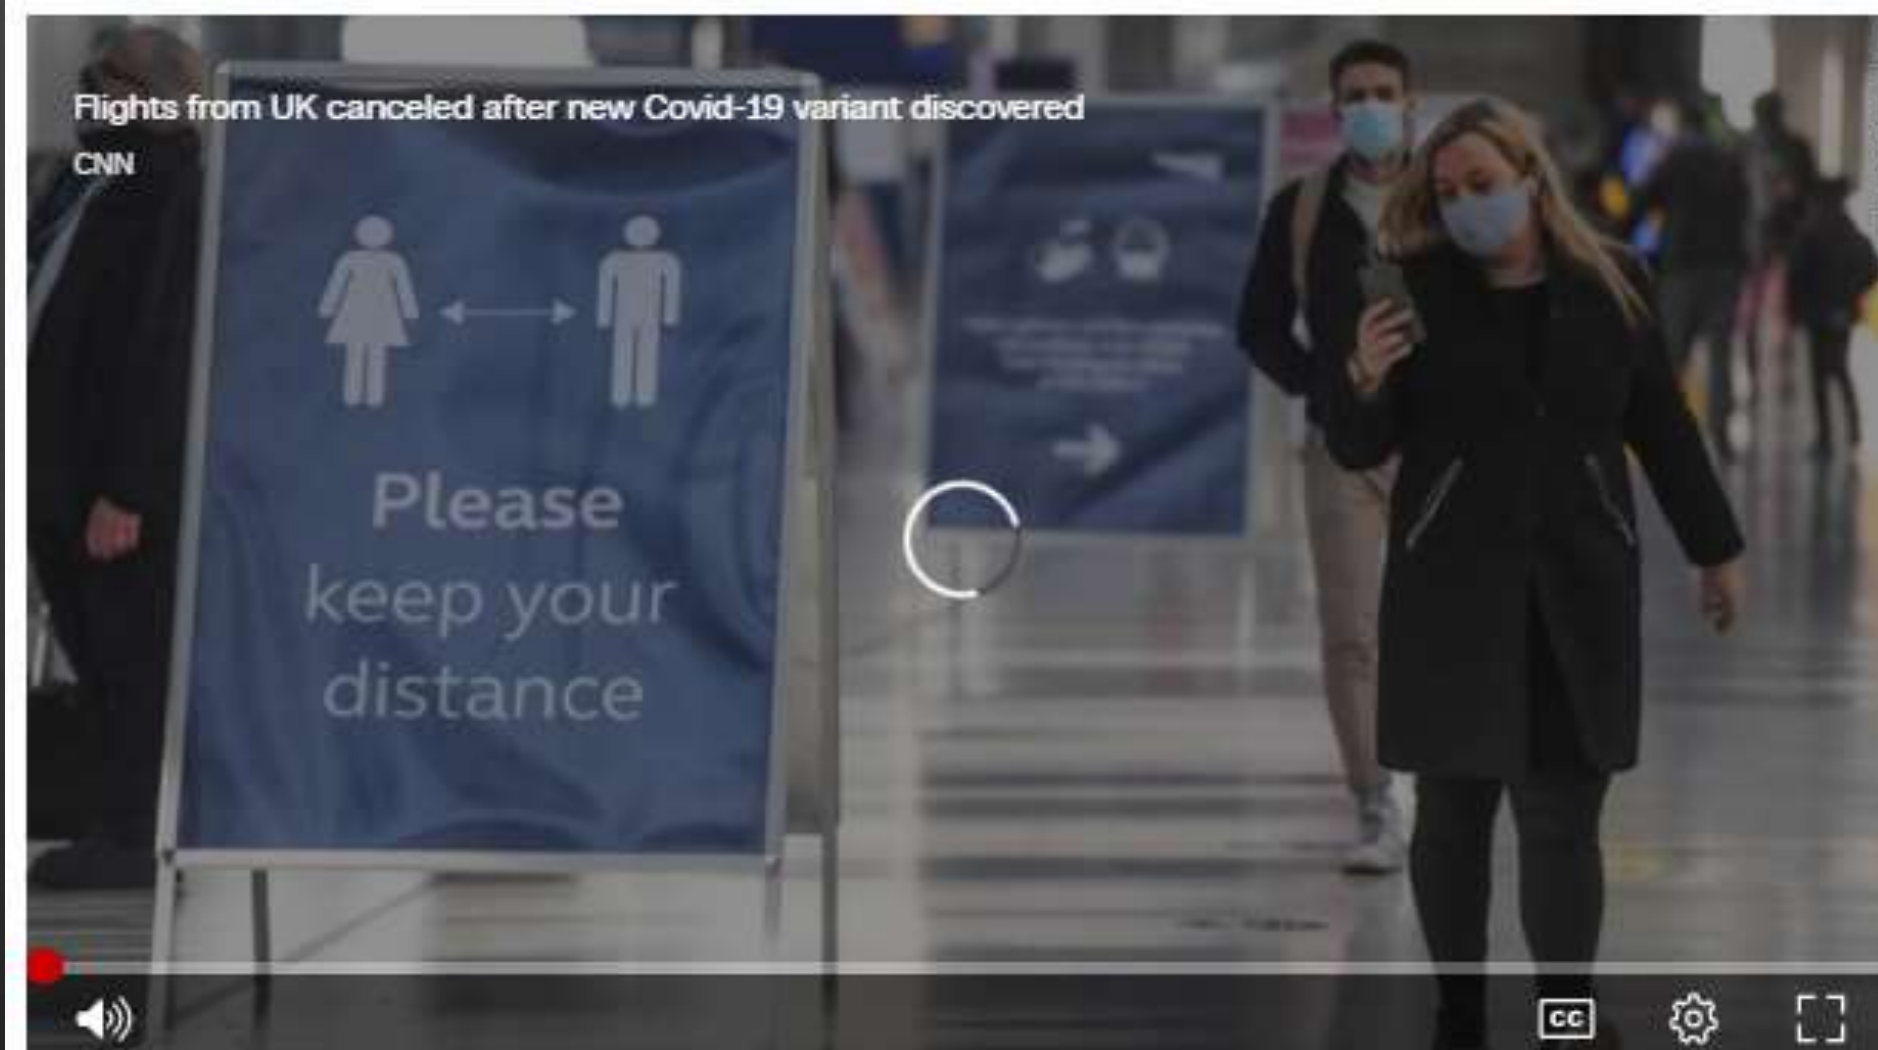 Flights from UK canceled after new Covid-19 variant discovered
CNN
Please
keep your
distance
CC